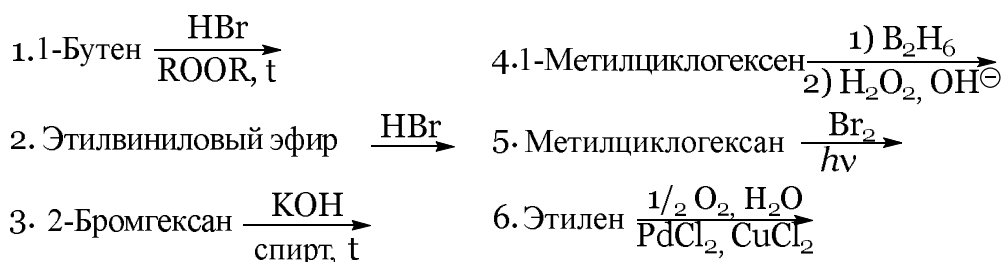 1. 1-Бутен HBr
ROOR, t
2. Этилвиниловый эфир HBr
3. 2-Бромгексан KOH
спирт, t
4. 1-Метилциклогексен 1) B₂H₆
2) H₂O₂, OH⊖
5. Метилциклогексан Br₂
hν
6. Этилен 1/₂ O₂, H₂O
PdCl₂, CuCl₂